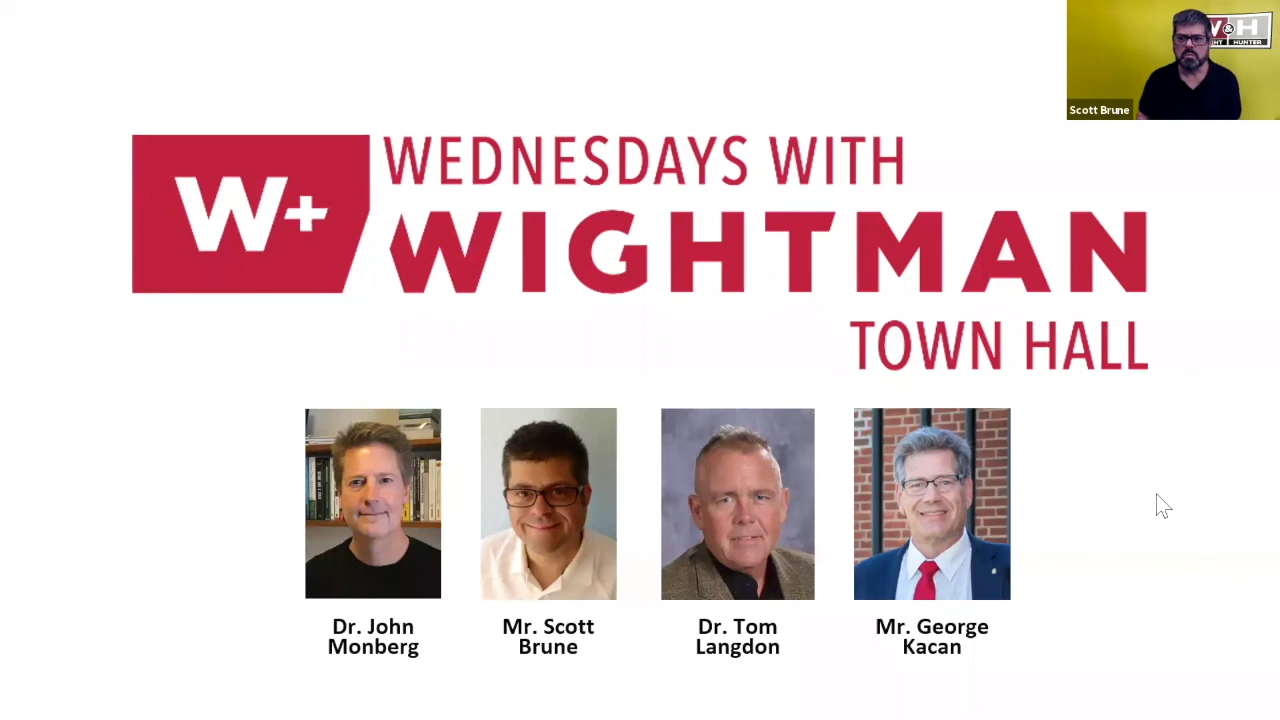 W&H
HUNTER
Scott Brune
W+
WEDNESDAYS WITH
WIGHTMAN
TOWN HALL
Dr. John
Monberg
Mr. Scott
Brune
Dr. Tom
Langdon
Mr. George
Kacan